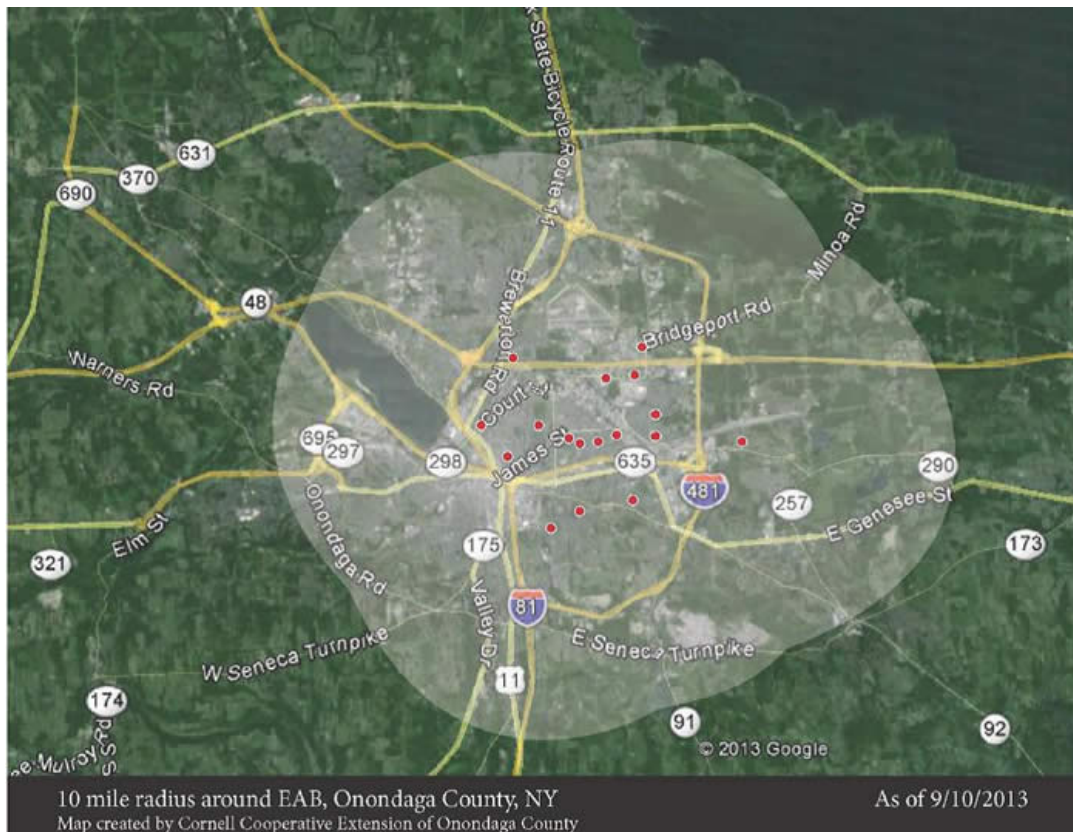 k State Bicycle Route 11
631
370
690
Minoa Rd
48
Brewerton Rd
Bridgeport Rd
Warners Rd
Court St
695
297
298
James St
635
290
481
257
Onondaga Rd
E Genesee St
Elm St
175
173
321
Valley Dr
81
W Seneca Turnpike
E Seneca Turnpike
11
174
91
92
ee Mulroy Rd
© 2013 Google
10 mile radius around EAB, Onondaga County, NY
As of 9/10/2013
Map created by Cornell Cooperative Extension of Onondaga County